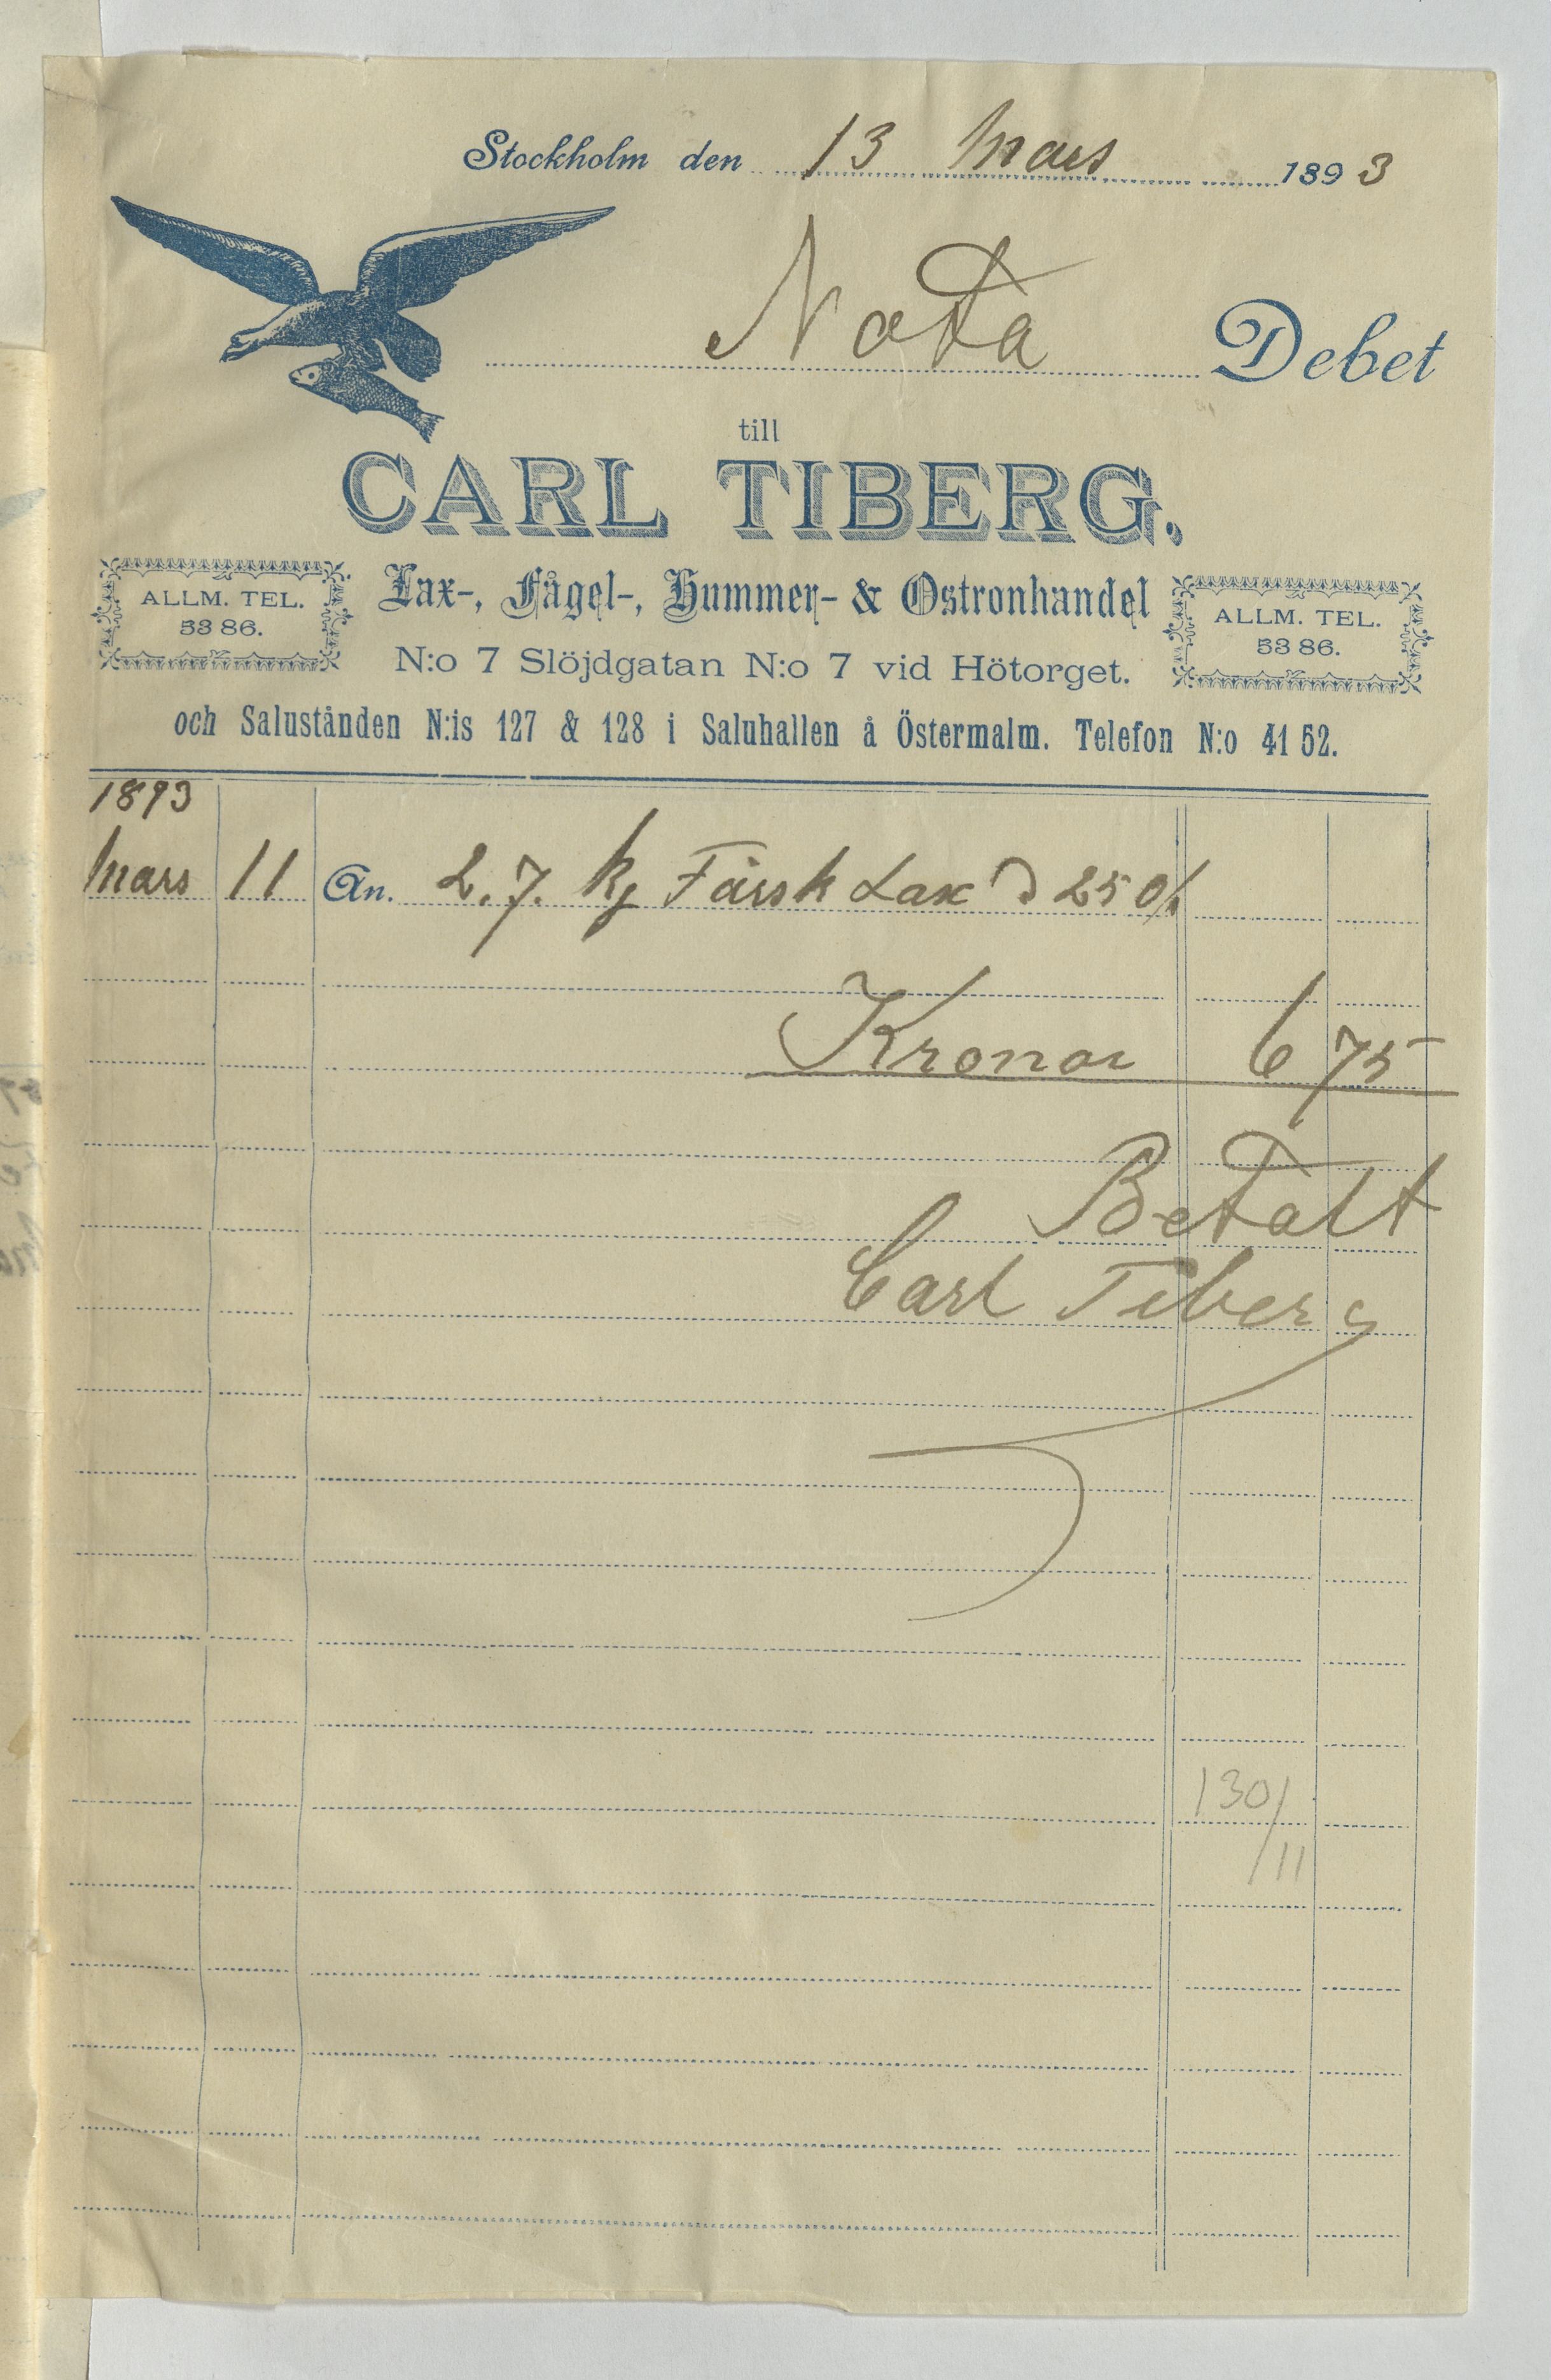 Stockholm den 13 Mars 1893
Nota Debet
till
CARL TIBERG.
Lax-, Fågel-, Hummer- & Ostronhandel
ALLM. TEL.
53 86.
ALLM. TEL.
53 86.
N:o 7 Slöjdgatan N:o 7 vid Hötorget.
och Saluständen N:is 127 & 128 i Saluhallen å Östermalm. Telefon N:o 41 52.
1893
Mars 11 An. 2.7. kg Färsk Lax à 250/.
Kronor 6 75
Betalt
Carl Tiberg
130/
/11